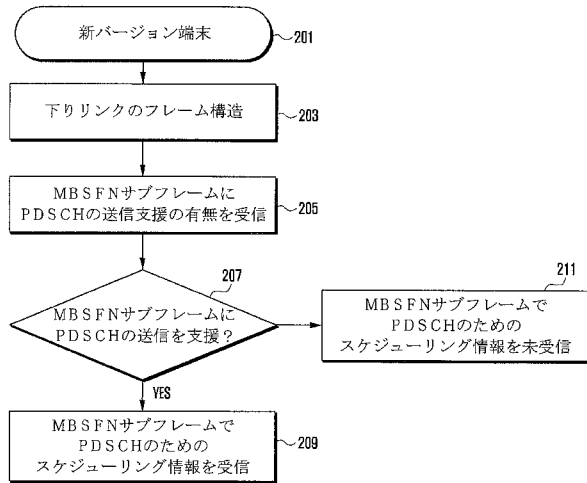 新バージョン端末
201
下りリンクのフレーム構造
203
MBSFNサブフレームに
PDSCHの送信支援の有無を受信
205
207
MBSFNサブフレームに
PDSCHの送信を支援?
211
MBSFNサブフレームで
PDSCHのための
スケジューリング情報を未受信
YES
MBSFNサブフレームで
PDSCHのための
スケジューリング情報を受信
209